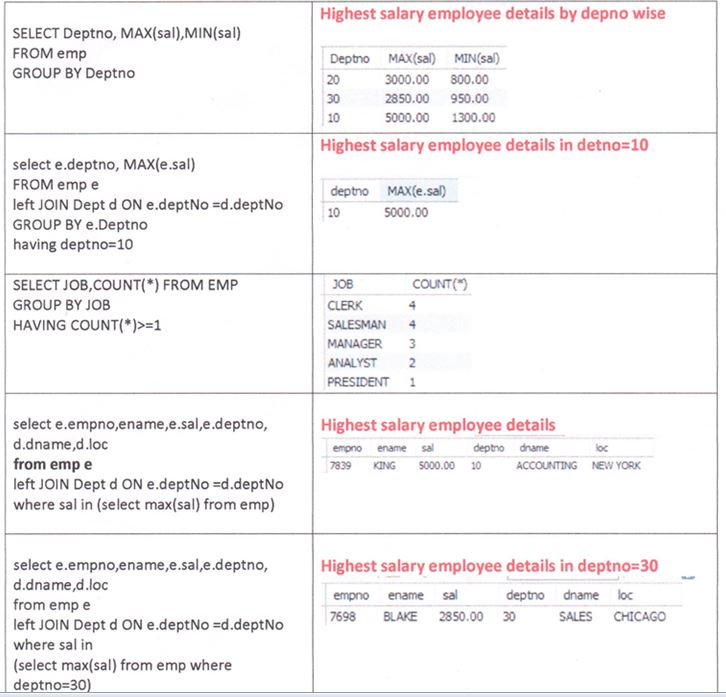 SELECT Deptno, MAX(sal),MIN(sal)
FROM emp
GROUP BY Deptno
Highest salary employee details by depno wise
Deptno MAX(sal) MIN(sal)
20 3000.00 800.00
30 2850.00 950.00
10 5000.00 1300.00
select e.deptno, MAX(e.sal)
FROM emp e
left JOIN Dept d ON e.deptNo =d.deptNo
GROUP BY e.Deptno
having deptno=10
Highest salary employee details in detno=10
deptno MAX(e.sal)
10 5000.00
SELECT JOB,COUNT(*) FROM EMP
GROUP BY JOB
HAVING COUNT(*)>=1
JOB COUNT(*)
CLERK 4
SALESMAN 4
MANAGER 3
ANALYST 2
PRESIDENT 1
select e.empno,ename,e.sal,e.deptno,
d.dname,d.loc
from emp e
left JOIN Dept d ON e.deptNo =d.deptNo
where sal in (select max(sal) from emp)
Highest salary employee details
empno ename sal deptno dname loc
7839 KING 5000.00 10 ACCOUNTING NEW YORK
select e.empno,ename,e.sal,e.deptno,
d.dname,d.loc
from emp e
left JOIN Dept d ON e.deptNo =d.deptNo
where sal in
(select max(sal) from emp where
deptno=30)
Highest salary employee details in deptno=30
empno ename sal deptno dname loc
7698 BLAKE 2850.00 30 SALES CHICAGO